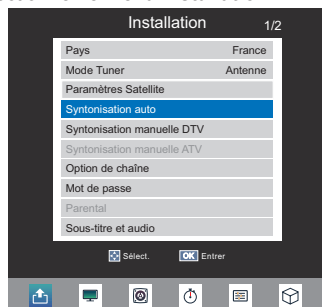 Installation 1/2
Pays France
Mode Tuner Antenne
Paramètres Satellite
Syntonisation auto
Syntonisation manuelle DTV
Syntonisation manuelle ATV
Option de chaîne
Mot de passe
Parental
Sous-titre et audio
Sélect. OK Entrer